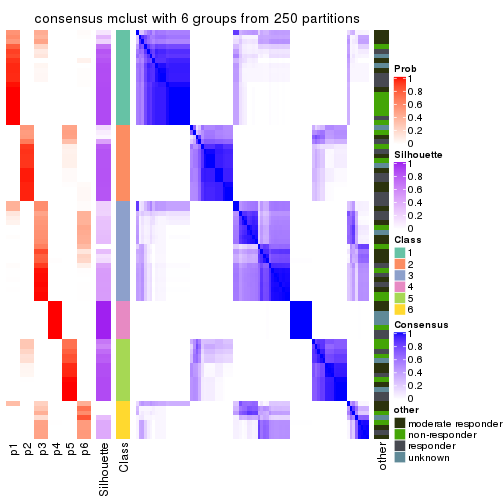 consensus mclust with 6 groups from 250 partitions
Prob
1
0.8
0.6
0.4
0.2
0
Silhouette
1
0.8
0.6
0.4
0.2
0
Class
1
2
3
4
5
6
Consensus
1
0.8
0.6
0.4
0.2
0
other
moderate responder
non-responder
responder
unknown
p1
p2
p3
p4
p5
p6
Silhouette
Class
other